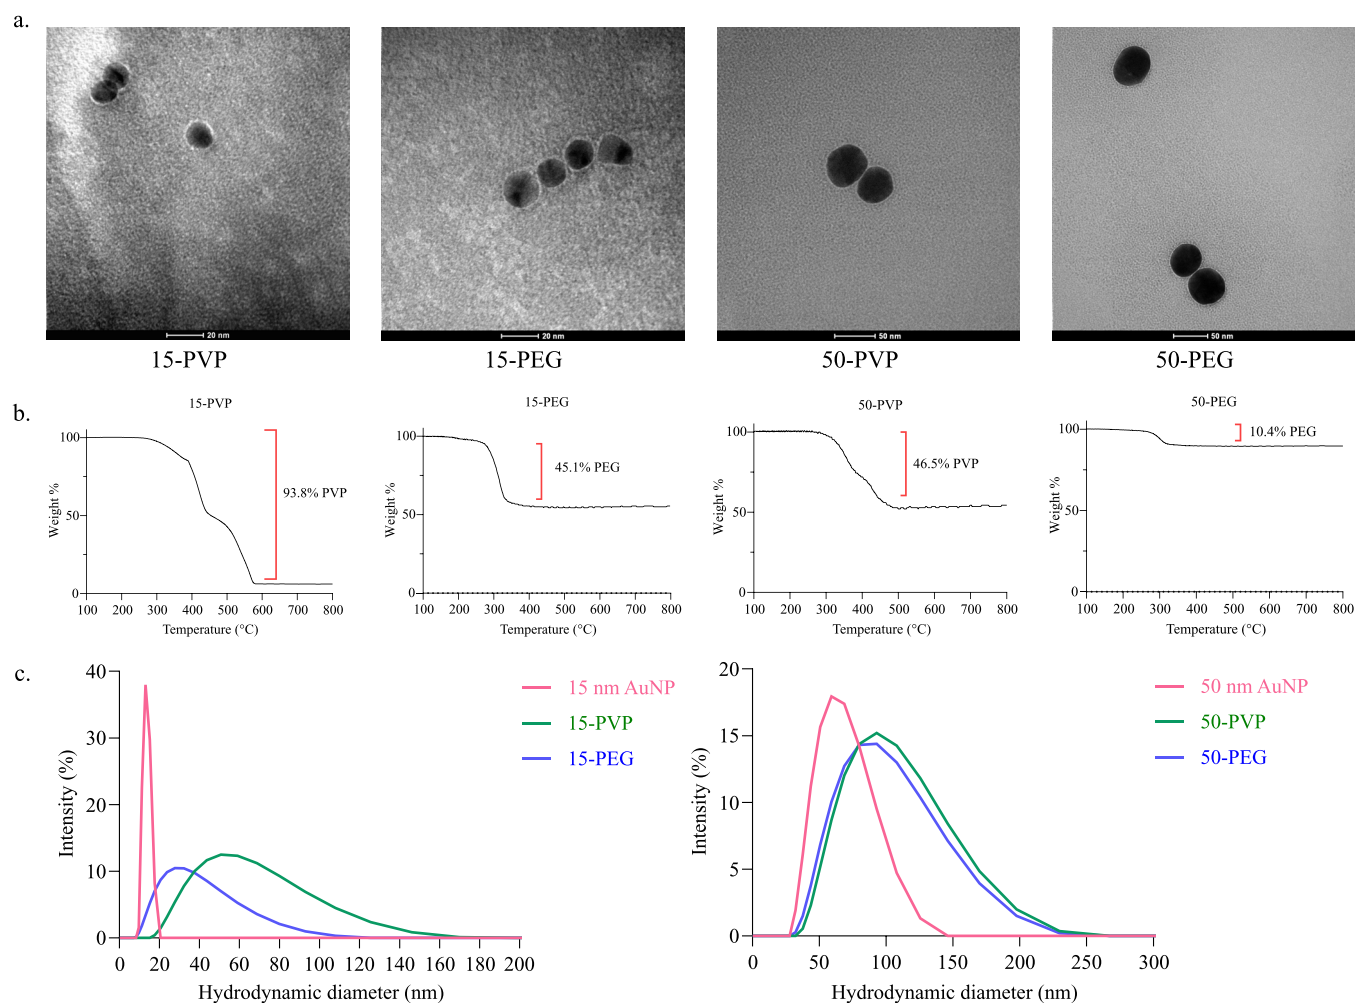 a.
20 nm
20 nm
50 nm
50 nm
15-PVP
15-PEG
50-PVP
50-PEG
b.
15-PVP
100
50
0
Weight %
93.8% PVP
100 200 300 400 500 600 700 800
Temperature (°C)
15-PEG
100
50
0
Weight %
45.1% PEG
100 200 300 400 500 600 700 800
Temperature (°C)
50-PVP
100
50
0
Weight %
46.5% PVP
100 200 300 400 500 600 700 800
Temperature (°C)
50-PEG
100
50
0
Weight %
10.4% PEG
100 200 300 400 500 600 700 800
Temperature (°C)
c.
40
30
20
10
0
Intensity (%)
15 nm AuNP
15-PVP
15-PEG
0 20 40 60 80 100 120 140 160 180 200
Hydrodynamic diameter (nm)
20
15
10
5
0
Intensity (%)
50 nm AuNP
50-PVP
50-PEG
0 50 100 150 200 250 300
Hydrodynamic diameter (nm)